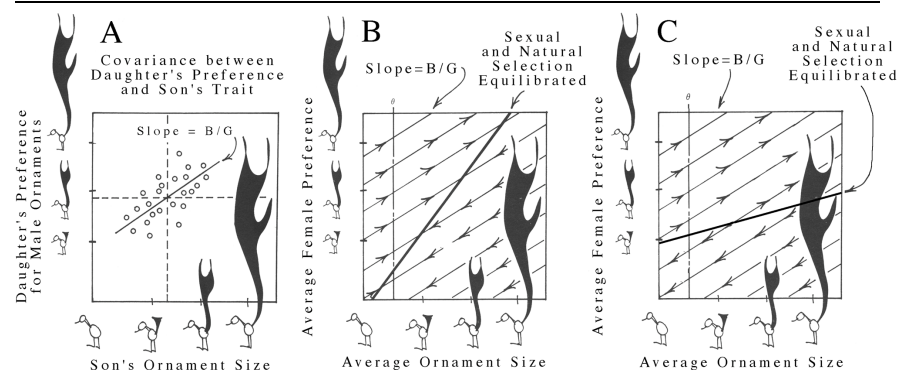 A
Covariance between
Daughter's Preference
and Son's Trait
Slope = B/G
Daughter's Preference
for Male Ornaments
Son's Ornament Size
B
Sexual
and Natural
Selection
Equilibrated
Slope=B/G
θ
Average Female Preference
Average Ornament Size
C
Sexual
and Natural
Selection
Equilibrated
Slope=B/G
θ
Average Female Preference
Average Ornament Size